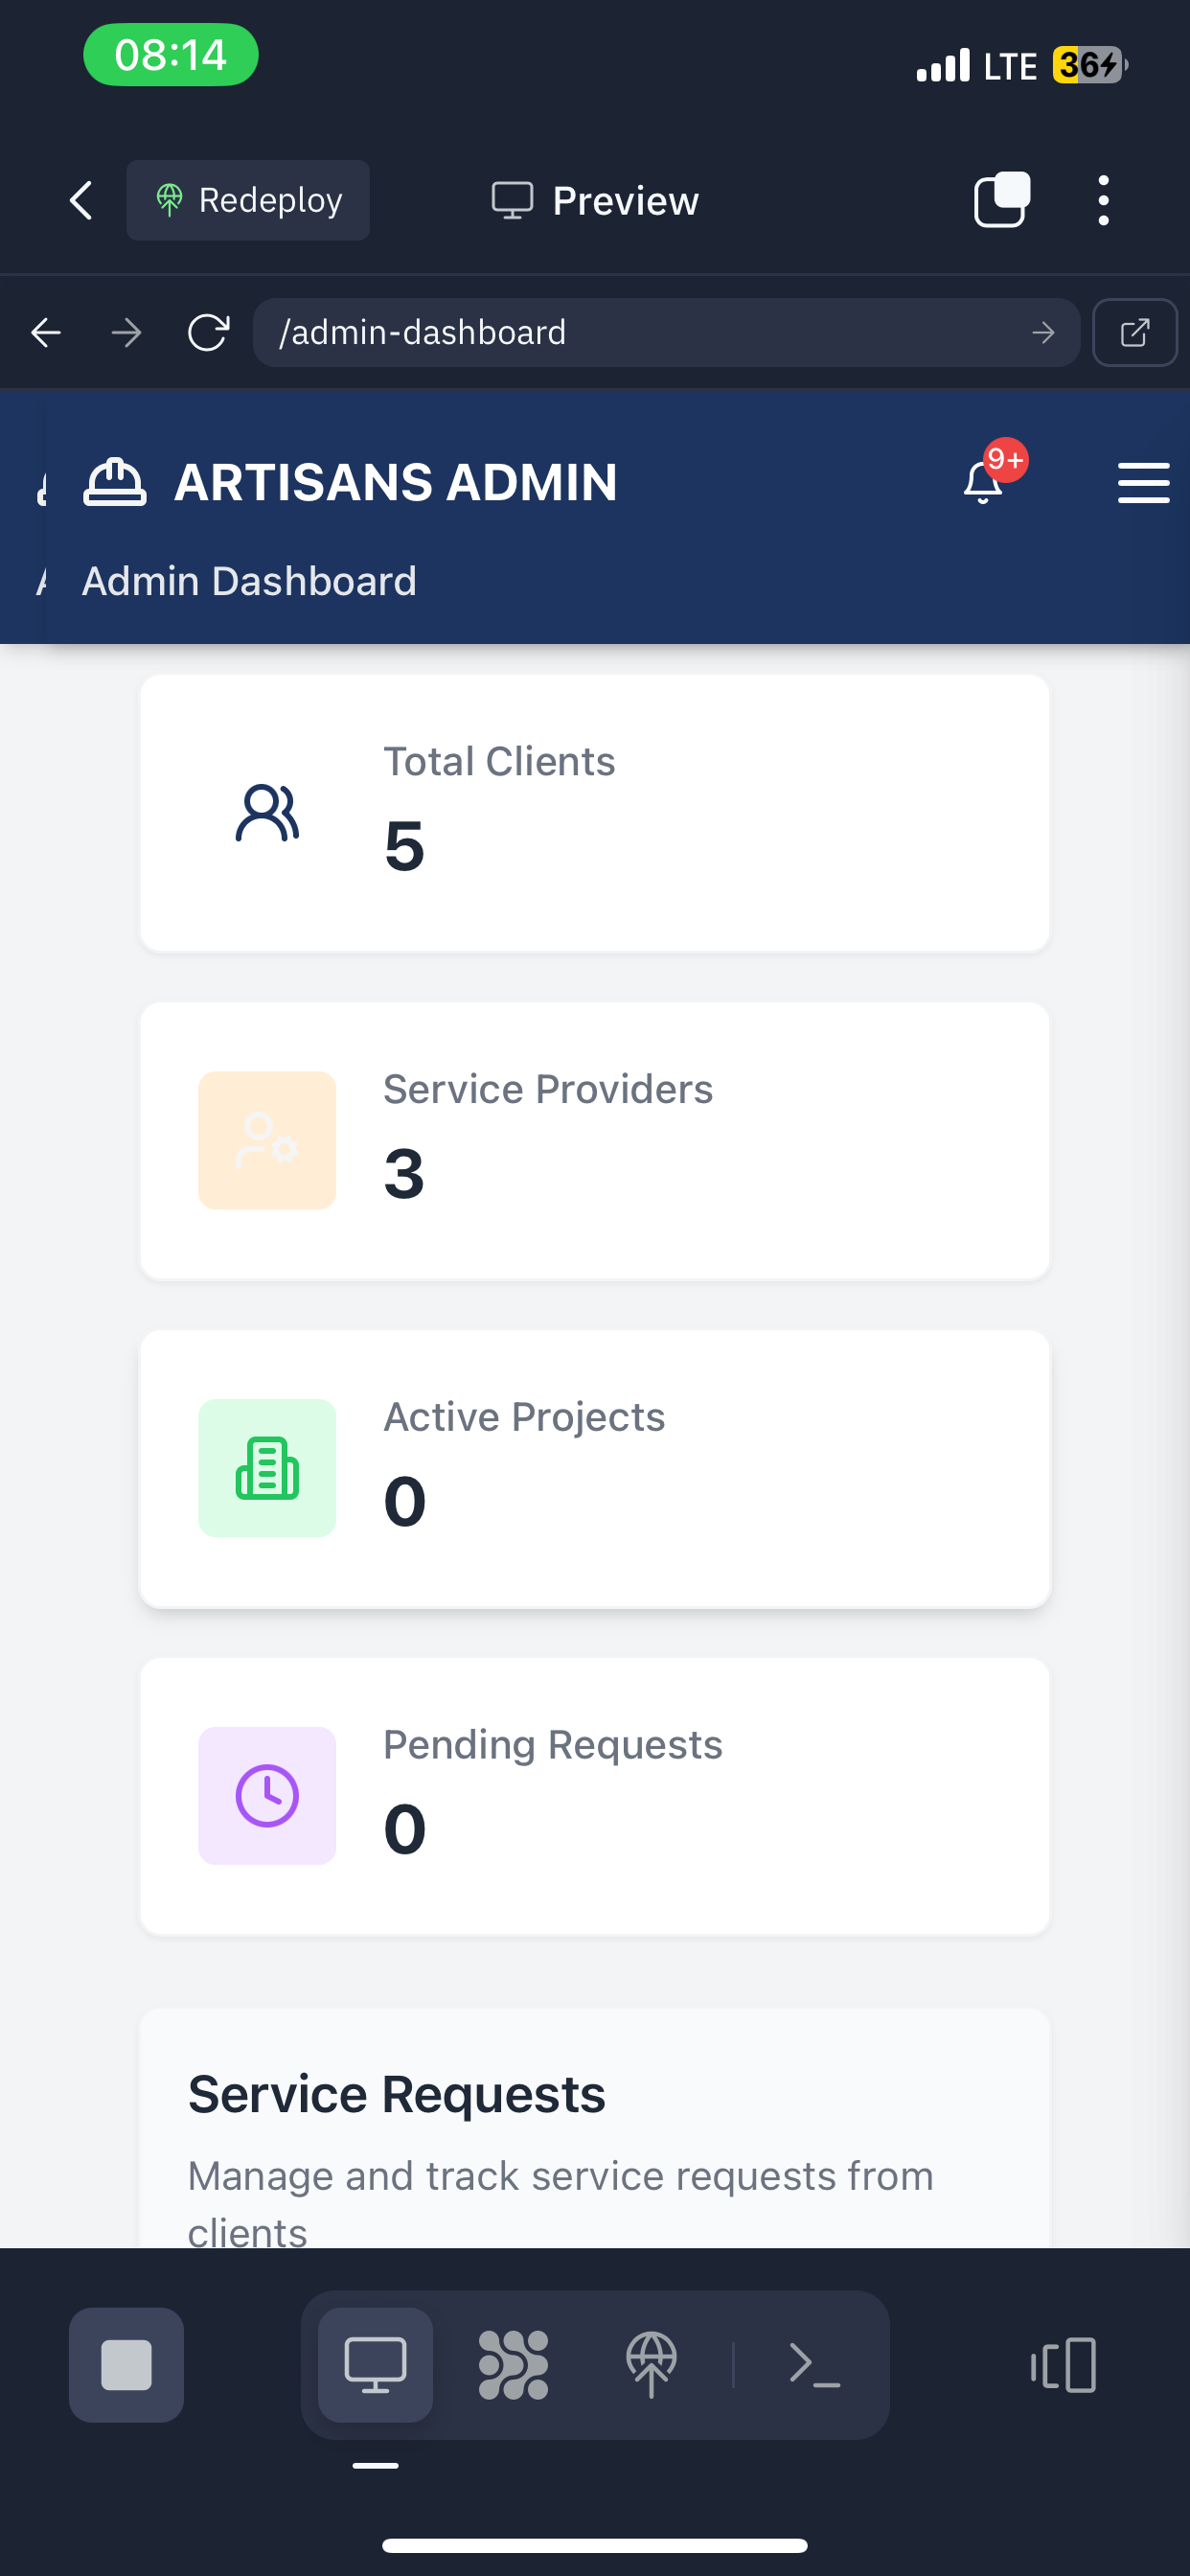 08:14
LTE
36
Redeploy
Preview
/admin-dashboard
ARTISANS ADMIN
9+
Admin Dashboard
Total Clients
5
Service Providers
3
Active Projects
0
Pending Requests
0
Service Requests
Manage and track service requests from
clients